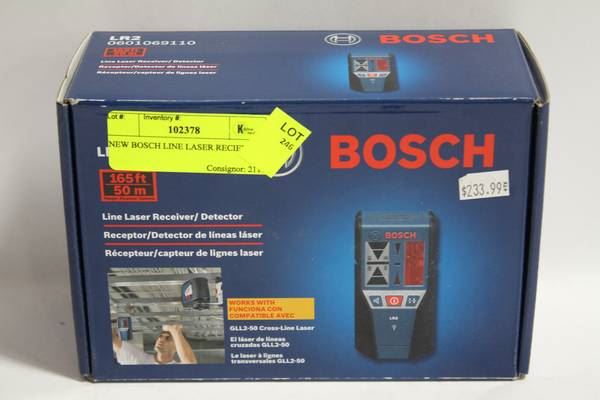 LR2
0601069110
Line Laser Receiver/ Detector
Receptor/Detector de líneas láser
Récepteur/capteur de lignes laser
BOSCH
Lot #: Inventory #:
102378
NEW BOSCH LINE LASER
Consignor:
LOT
246
BOSCH
165ft
50 m
$233.99
Line Laser Receiver/ Detector
Receptor/Detector de líneas láser
Récepteur/capteur de lignes laser
WORKS WITH
FUNCIONA CON
COMPATIBLE AVEC
GLL2-50 Cross-Line Laser
El láser de líneas
cruzadas GLL2-50
Le laser à lignes
transversales GLL2-50
BOSCH
LR2